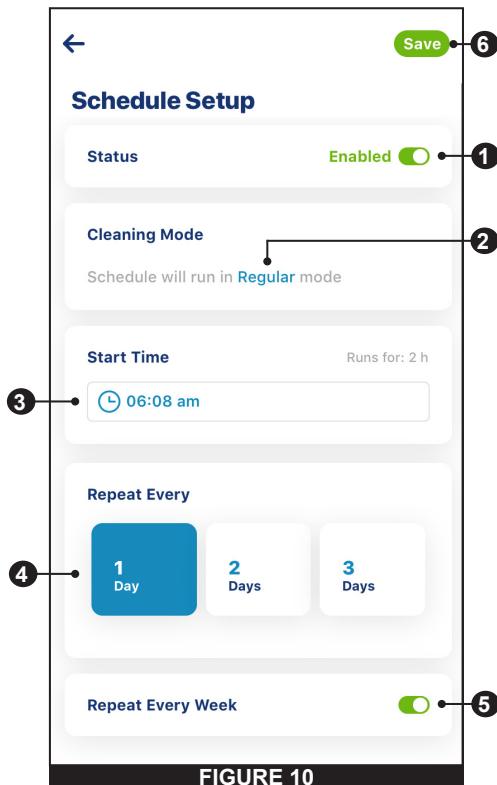 Save
6
Schedule Setup
Status
Enabled
1
Cleaning Mode
2
Schedule will run in Regular mode
Start Time
Runs for: 2 h
3
06:08 am
Repeat Every
4
1
Day
2
Days
3
Days
Repeat Every Week
5
FIGURE 10